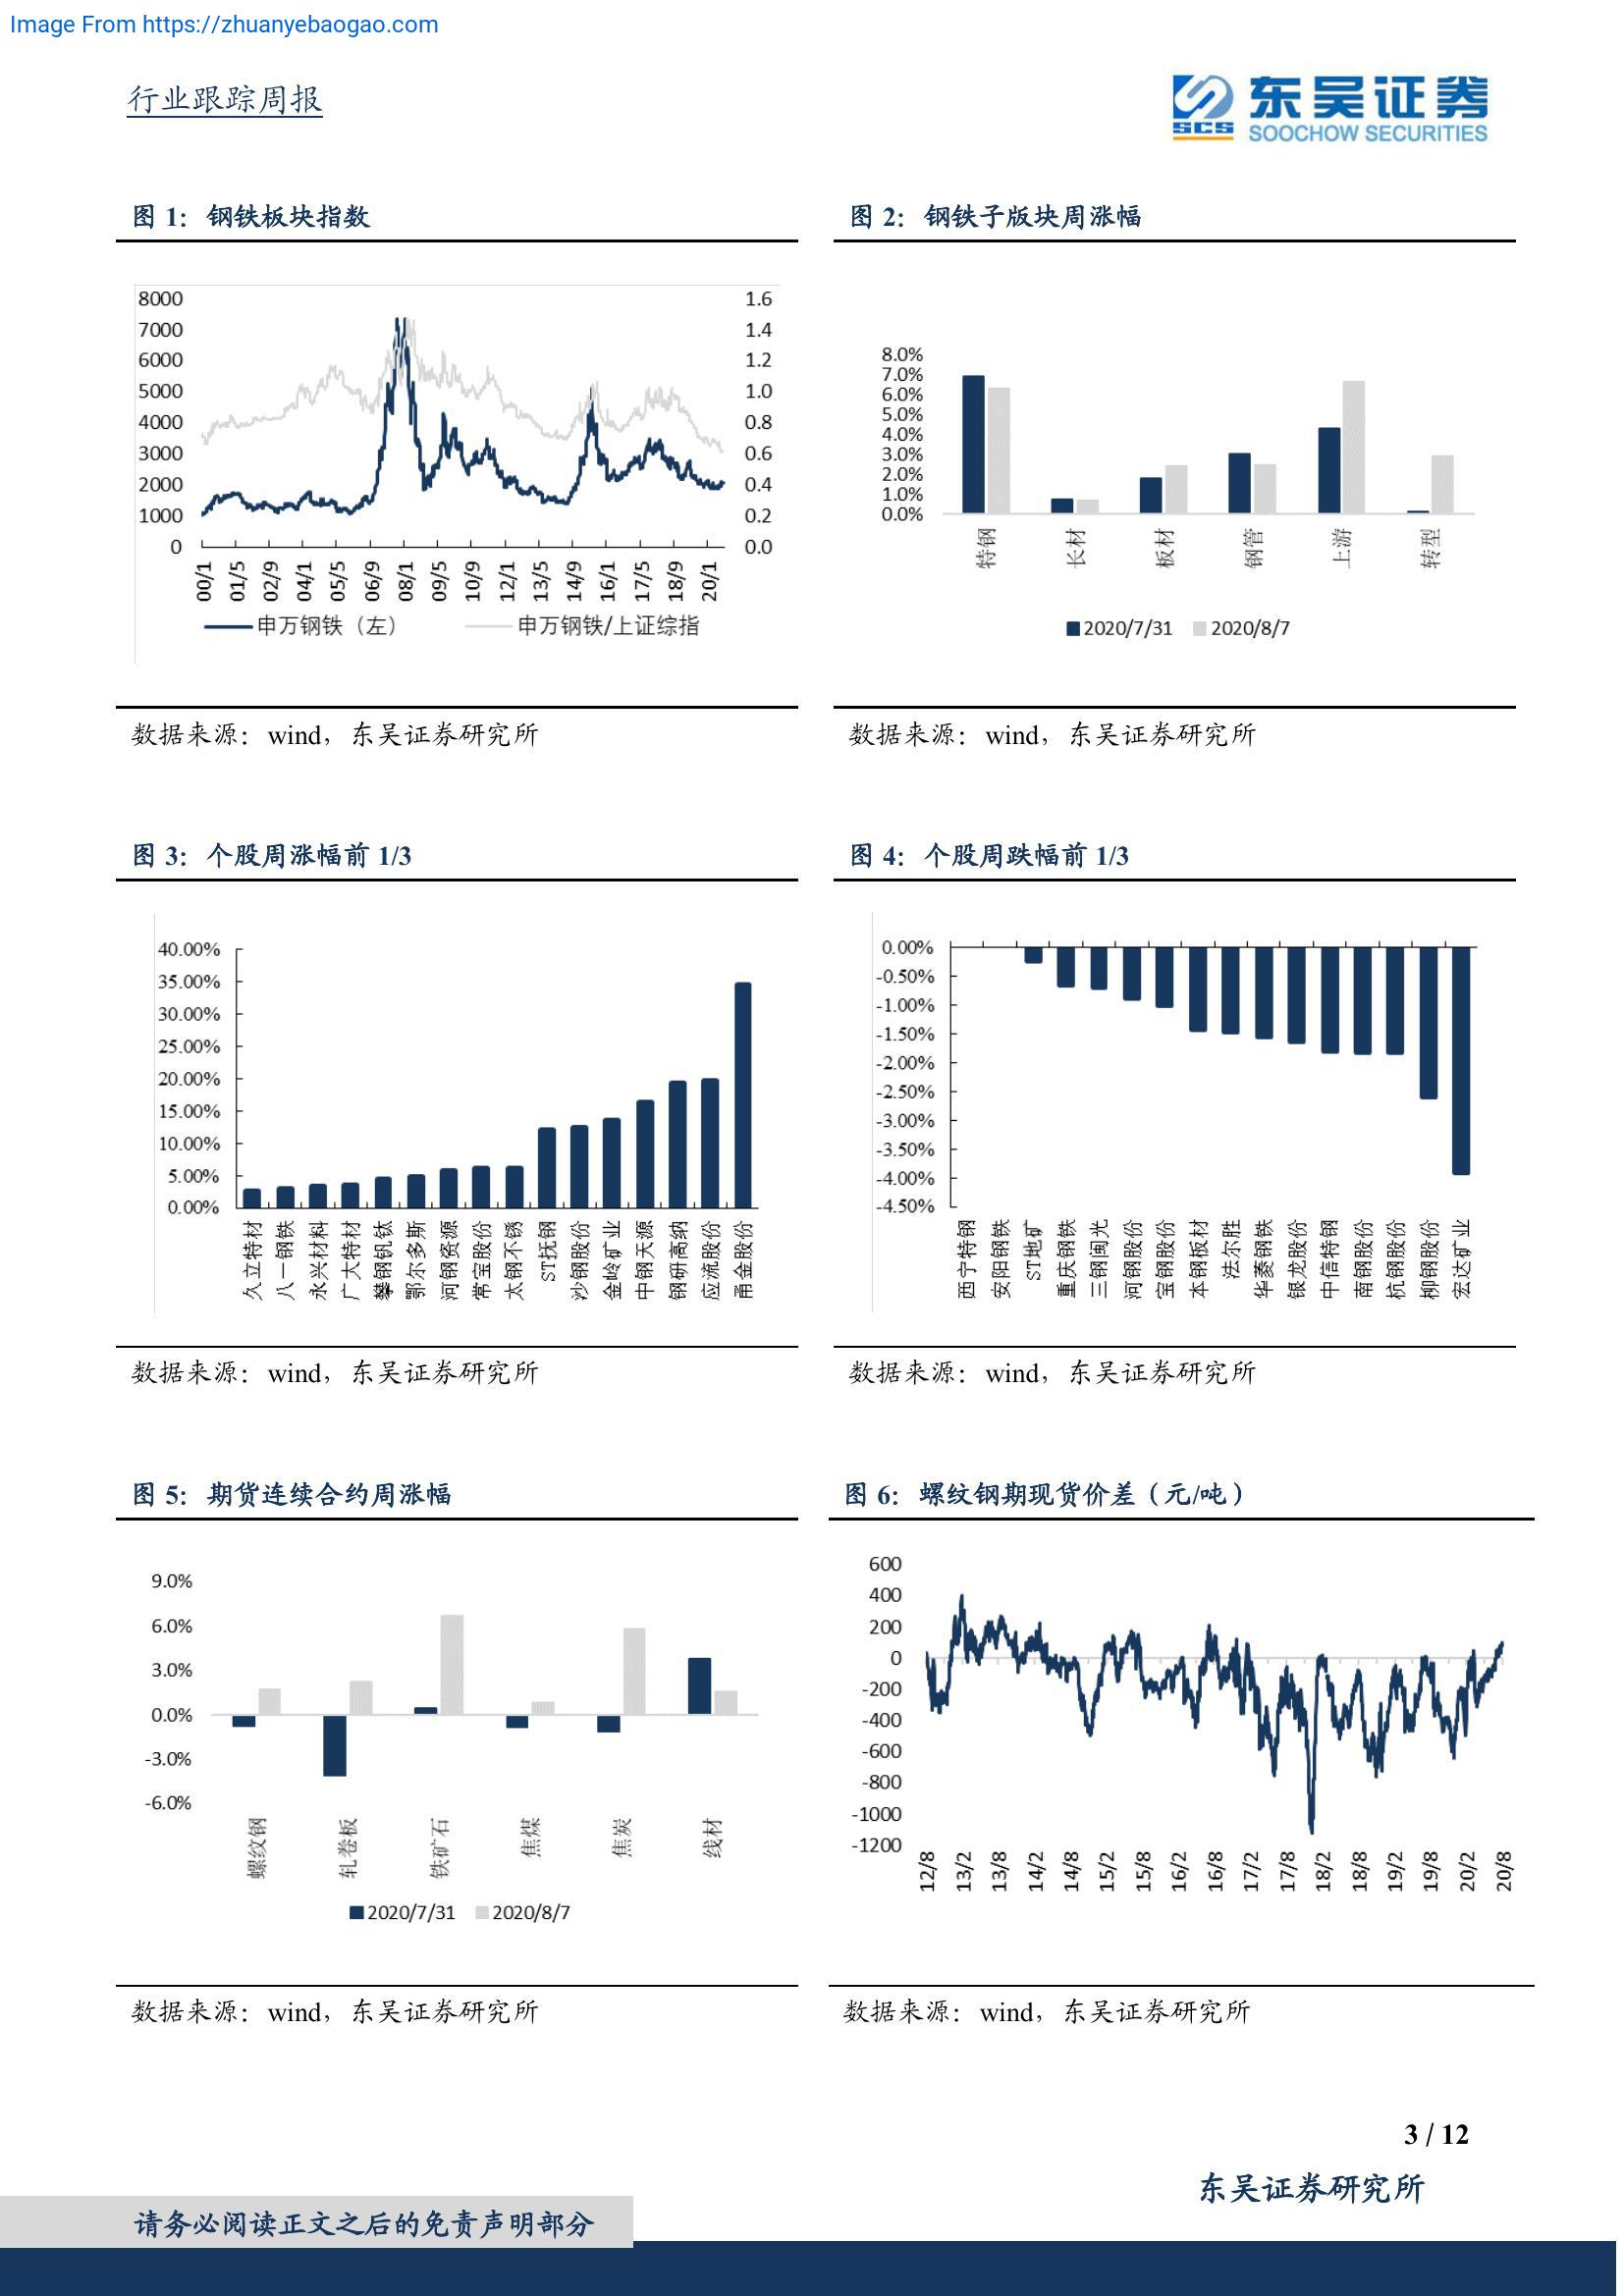 Image From https://zhuanyebaogao.com
行业跟踪周报
SCS
东吴证券
SOOCHOW SECURITIES
图 1：钢铁板块指数
8000
7000
6000
5000
4000
3000
2000
1000
0
1.6
1.4
1.2
1.0
0.8
0.6
0.4
0.2
0.0
00/1 01/5 02/9 04/1 05/5 06/9 08/1 09/5 10/9 12/1 13/5 14/9 16/1 17/5 18/9 20/1
申万钢铁（左） 申万钢铁/上证综指
数据来源：wind，东吴证券研究所
图 2：钢铁子版块周涨幅
8.0%
7.0%
6.0%
5.0%
4.0%
3.0%
2.0%
1.0%
0.0%
特钢 长材 板材 钢管 上游 转型
2020/7/31 2020/8/7
数据来源：wind，东吴证券研究所
图 3：个股周涨幅前 1/3
40.00%
35.00%
30.00%
25.00%
20.00%
15.00%
10.00%
5.00%
0.00%
久立特材 八一钢铁 永兴材料 广大特材 攀钢钒钛 鄂尔多斯 河钢资源 常宝股份 太钢不锈 ST抚钢 沙钢股份 金岭矿业 中钢天源 钢研高纳 应流股份 甬金股份
数据来源：wind，东吴证券研究所
图 4：个股周跌幅前 1/3
0.00%
-0.50%
-1.00%
-1.50%
-2.00%
-2.50%
-3.00%
-3.50%
-4.00%
-4.50%
西宁特钢 安阳钢铁 ST地矿 重庆钢铁 三钢闽光 河钢股份 宝钢股份 本钢板材 法尔胜 华菱钢铁 银龙股份 中信特钢 南钢股份 杭钢股份 柳钢股份 宏达矿业
数据来源：wind，东吴证券研究所
图 5：期货连续合约周涨幅
9.0%
6.0%
3.0%
0.0%
-3.0%
-6.0%
螺纹钢 轧卷板 铁矿石 焦煤 焦炭 线材
2020/7/31 2020/8/7
数据来源：wind，东吴证券研究所
图 6：螺纹钢期现货价差（元/吨）
600
400
200
0
-200
-400
-600
-800
-1000
-1200
12/8 13/2 13/8 14/2 14/8 15/2 15/8 16/2 16/8 17/2 17/8 18/2 18/8 19/2 19/8 20/2 20/8
数据来源：wind，东吴证券研究所
3 / 12
东吴证券研究所
请务必阅读正文之后的免责声明部分